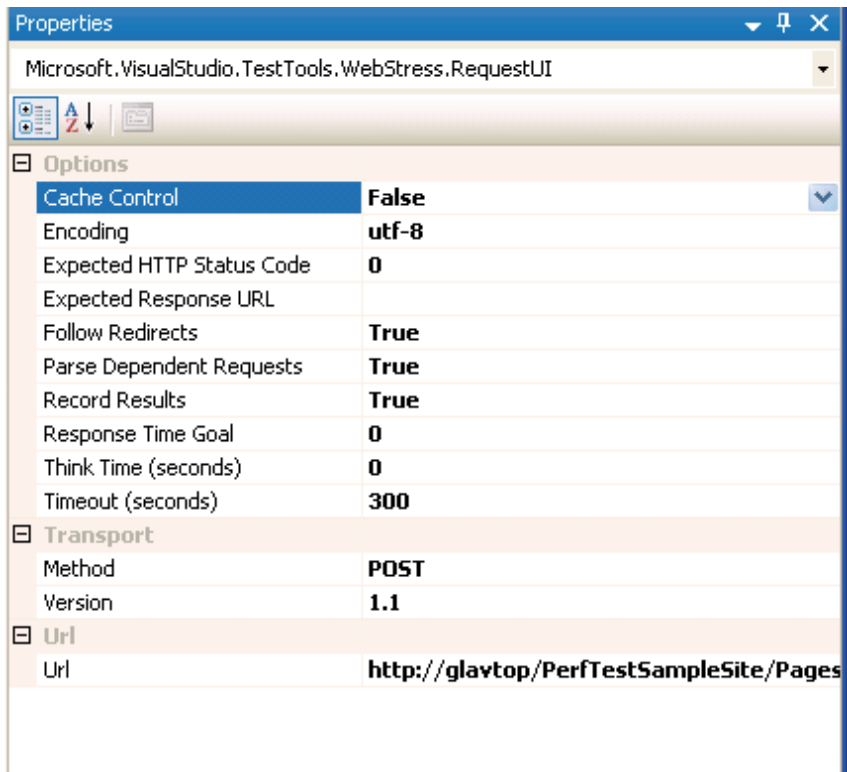 Properties
Microsoft.VisualStudio.TestTools.WebStress.RequestUI
A
Z
Options
Cache Control False
Encoding utf-8
Expected HTTP Status Code 0
Expected Response URL
Follow Redirects True
Parse Dependent Requests True
Record Results True
Response Time Goal 0
Think Time (seconds) 0
Timeout (seconds) 300
Transport
Method POST
Version 1.1
Url
Url http://glavtop/PerfTestSampleSite/Pages